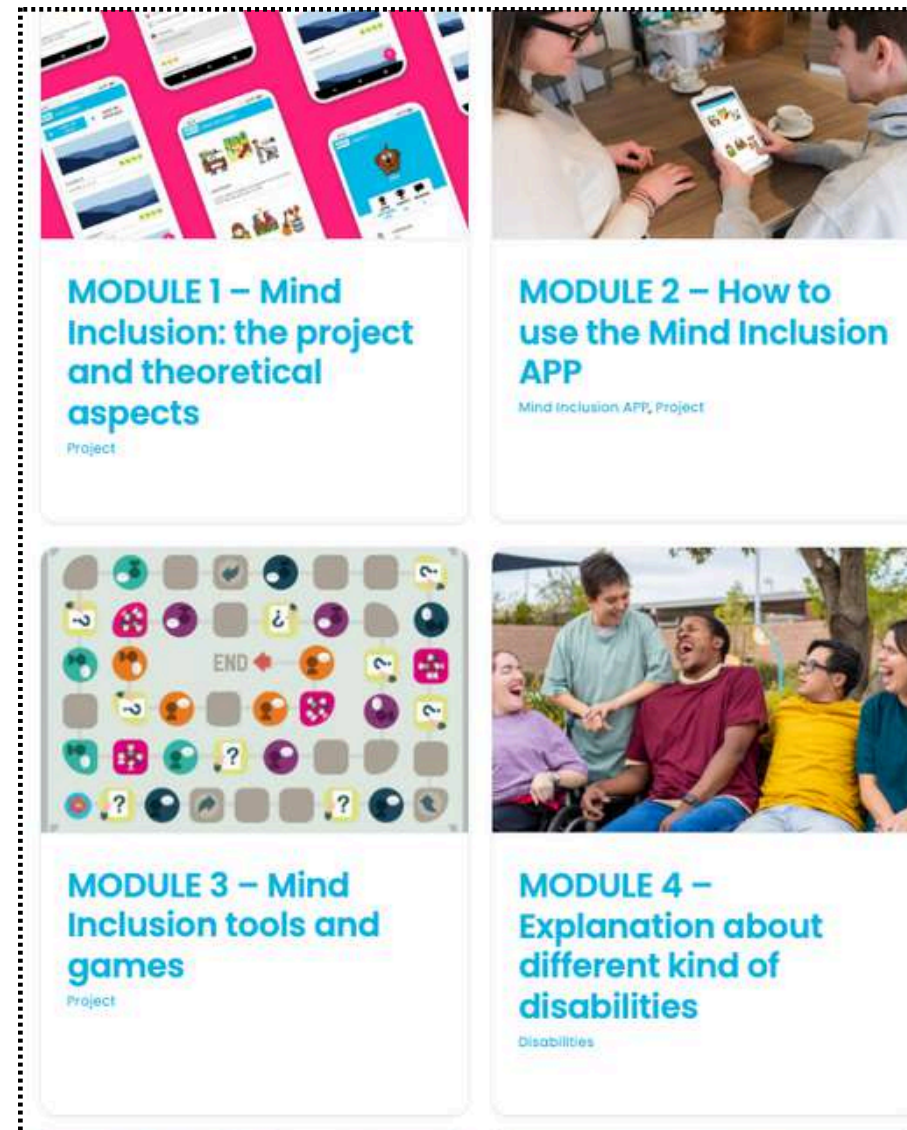 MODULE 1 – Mind
Inclusion: the project
and theoretical
aspects
Project
MODULE 2 – How to
use the Mind Inclusion
APP
Mind Inclusion APP, Project
END
?
?
?
?
?
?
?
?
?
MODULE 3 – Mind
Inclusion tools and
games
Project
MODULE 4 –
Explanation about
different kind of
disabilities
Disabilities